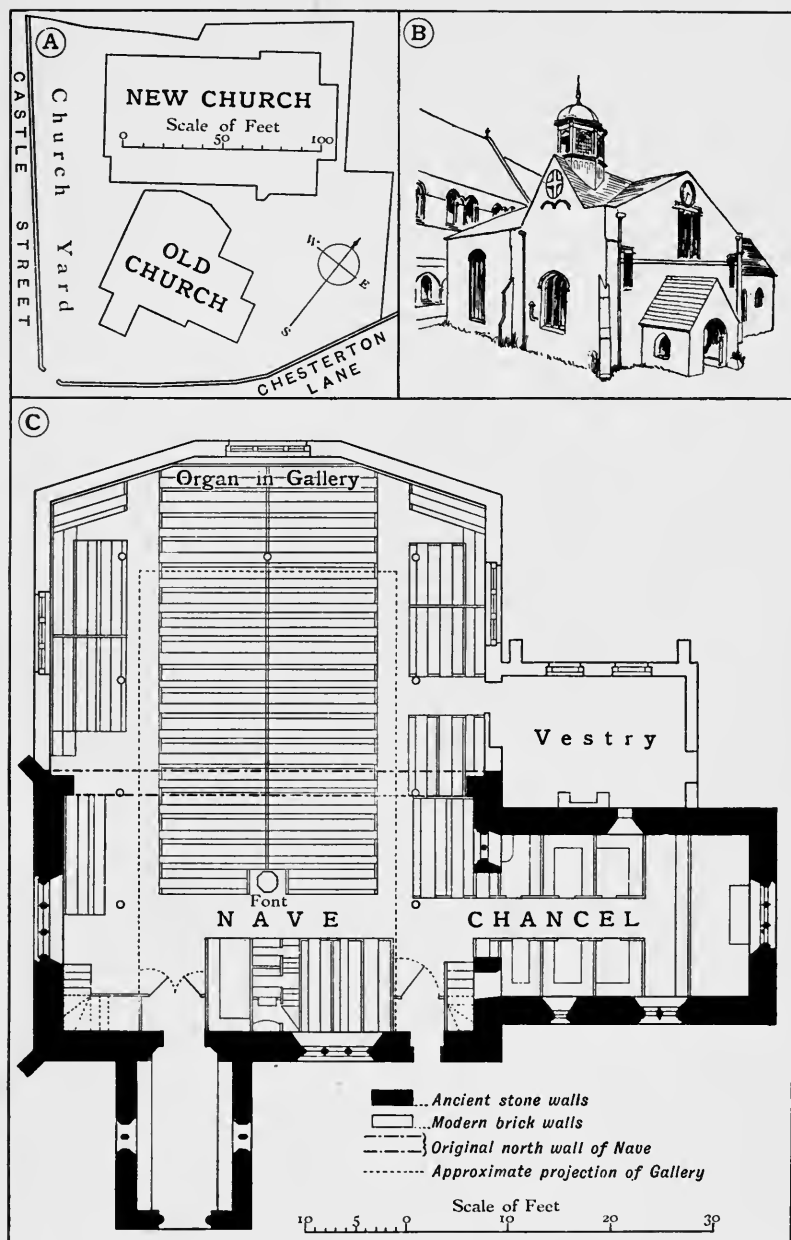 A
CASTLE STREET
Church Yard
NEW CHURCH
Scale of Feet
0 50 100
OLD
CHURCH
W
E
S
CHESTERTON
LANE
B
C
Organ in Gallery
Vestry
Font
NAVE
CHANCEL
Ancient stone walls
Modern brick walls
Original north wall of Nave
Approximate projection of Gallery
Scale of Feet
10 5 0 10 20 30